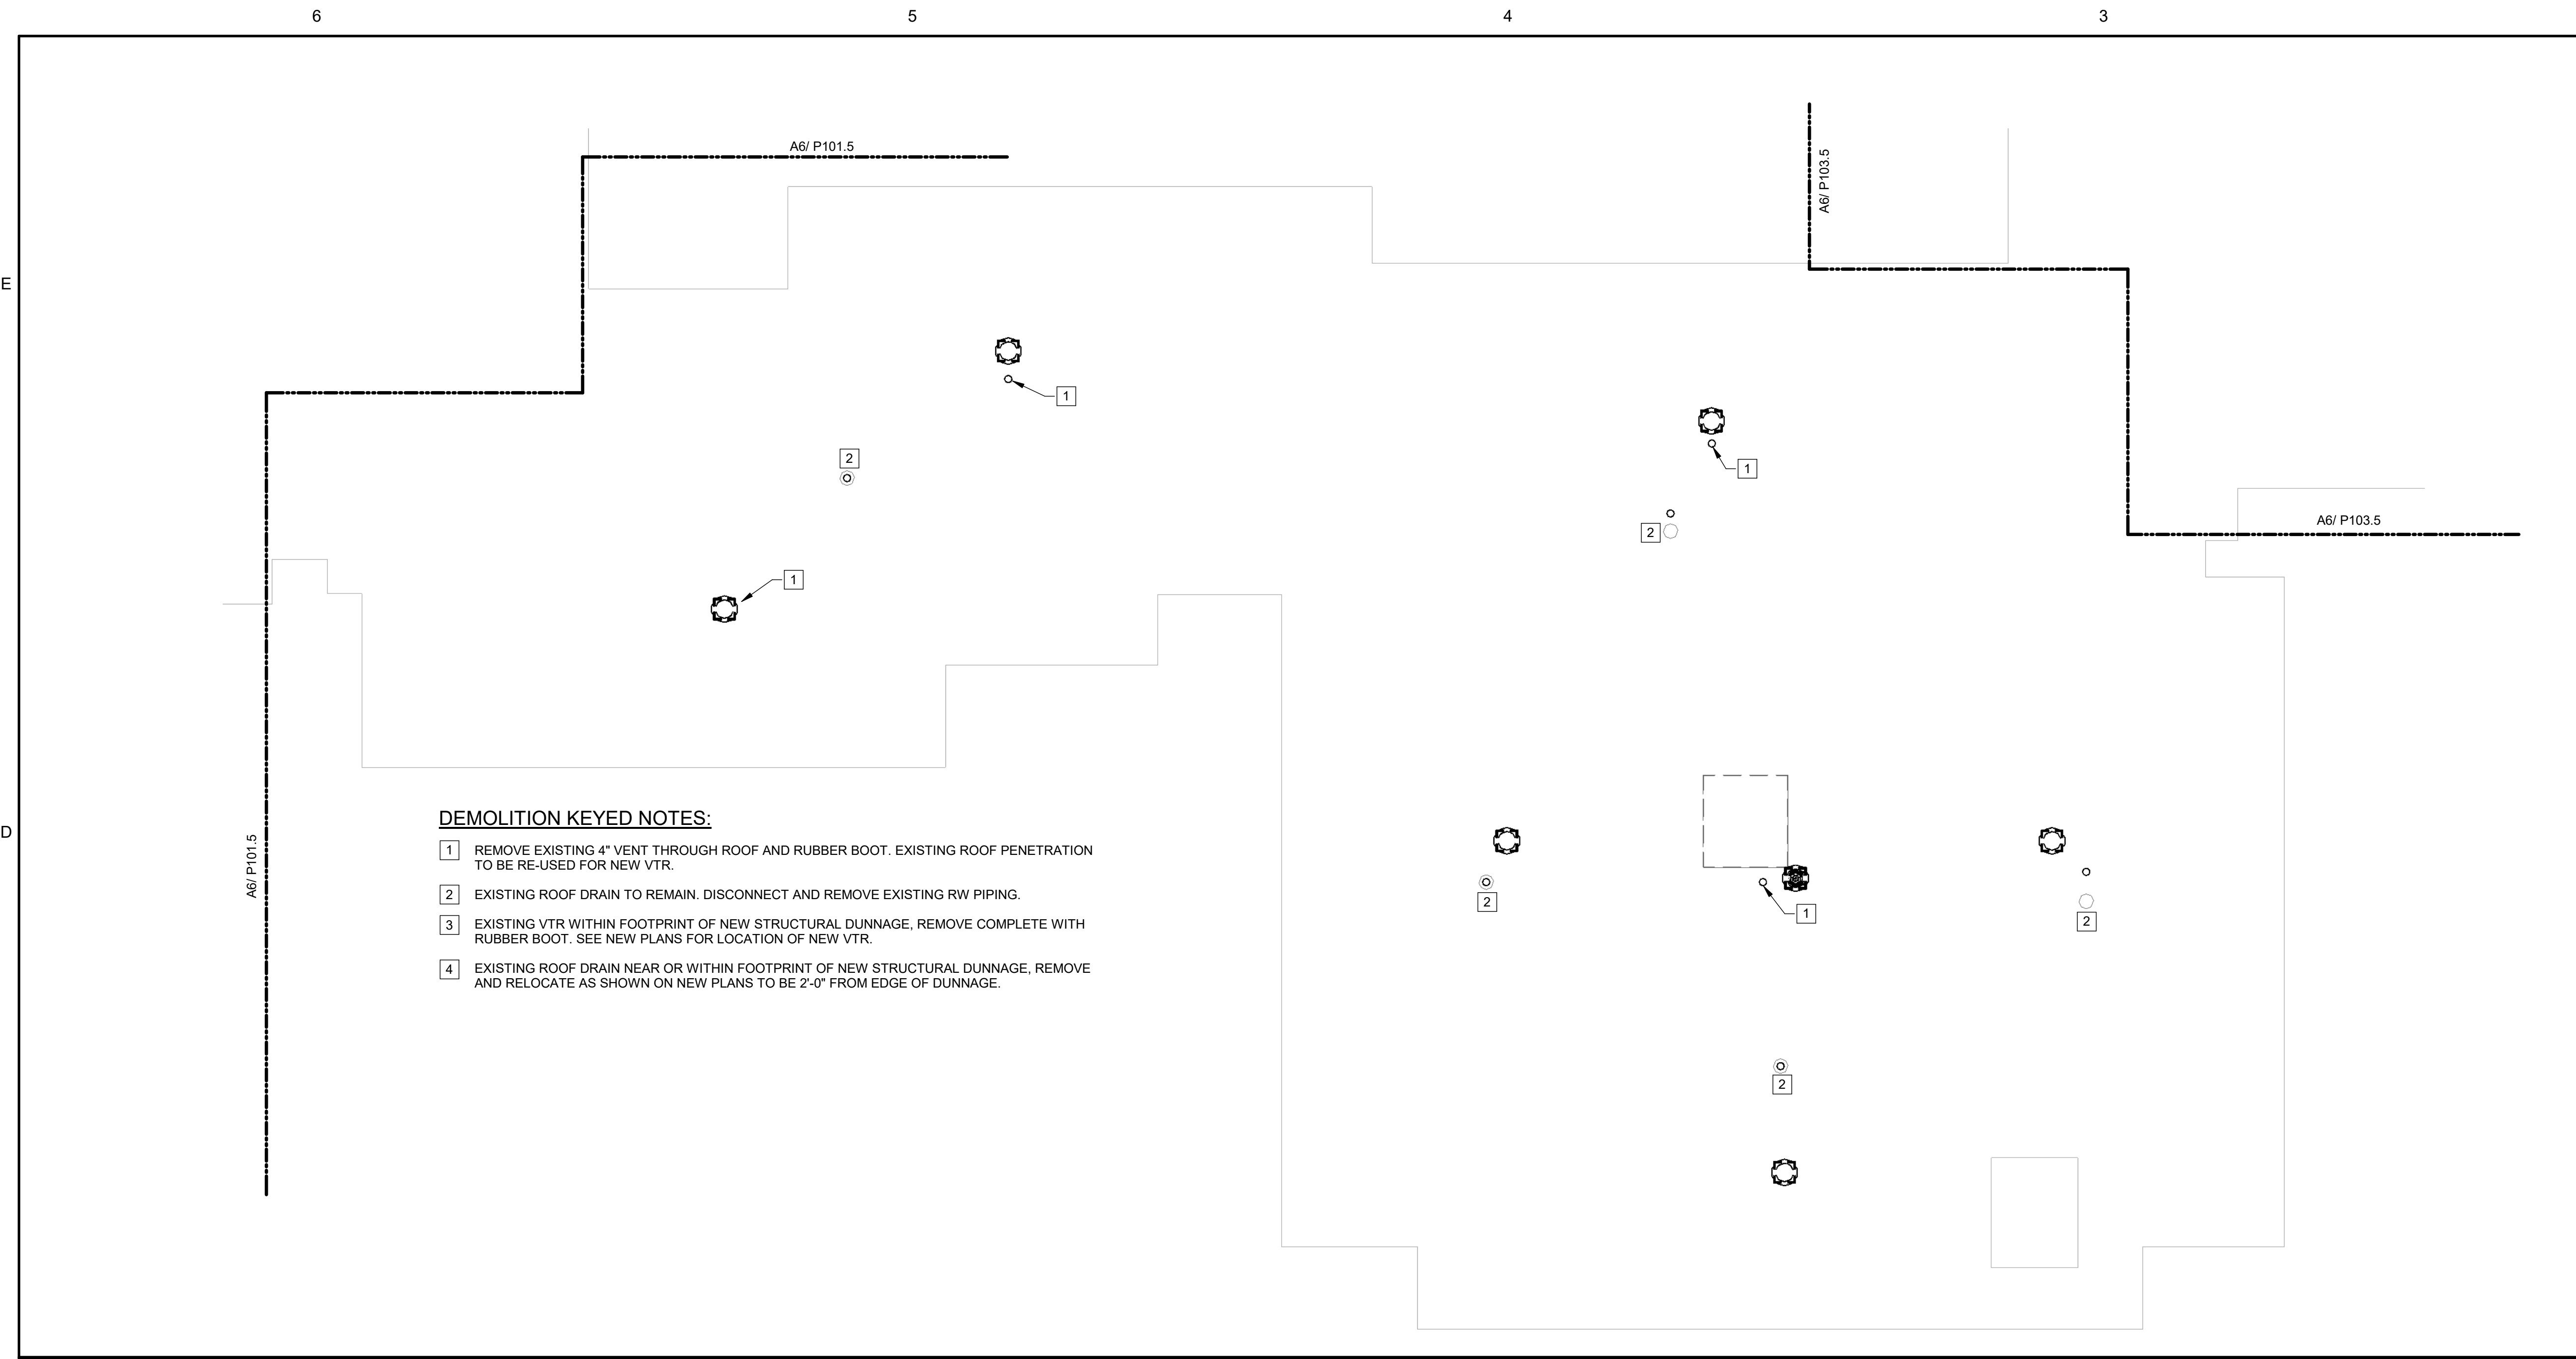 6
5
4
3
A6/ P101.5
A6/ P103.5
E
1
1
2
A6/ P103.5
2
1
D
A6/ P101.5
DEMOLITION KEYED NOTES:
1 REMOVE EXISTING 4" VENT THROUGH ROOF AND RUBBER BOOT. EXISTING ROOF PENETRATION
TO BE RE-USED FOR NEW VTR.
2 EXISTING ROOF DRAIN TO REMAIN. DISCONNECT AND REMOVE EXISTING RW PIPING.
3 EXISTING VTR WITHIN FOOTPRINT OF NEW STRUCTURAL DUNNAGE, REMOVE COMPLETE WITH
RUBBER BOOT. SEE NEW PLANS FOR LOCATION OF NEW VTR.
4 EXISTING ROOF DRAIN NEAR OR WITHIN FOOTPRINT OF NEW STRUCTURAL DUNNAGE, REMOVE
AND RELOCATE AS SHOWN ON NEW PLANS TO BE 2'-0" FROM EDGE OF DUNNAGE.
2
1
2
2